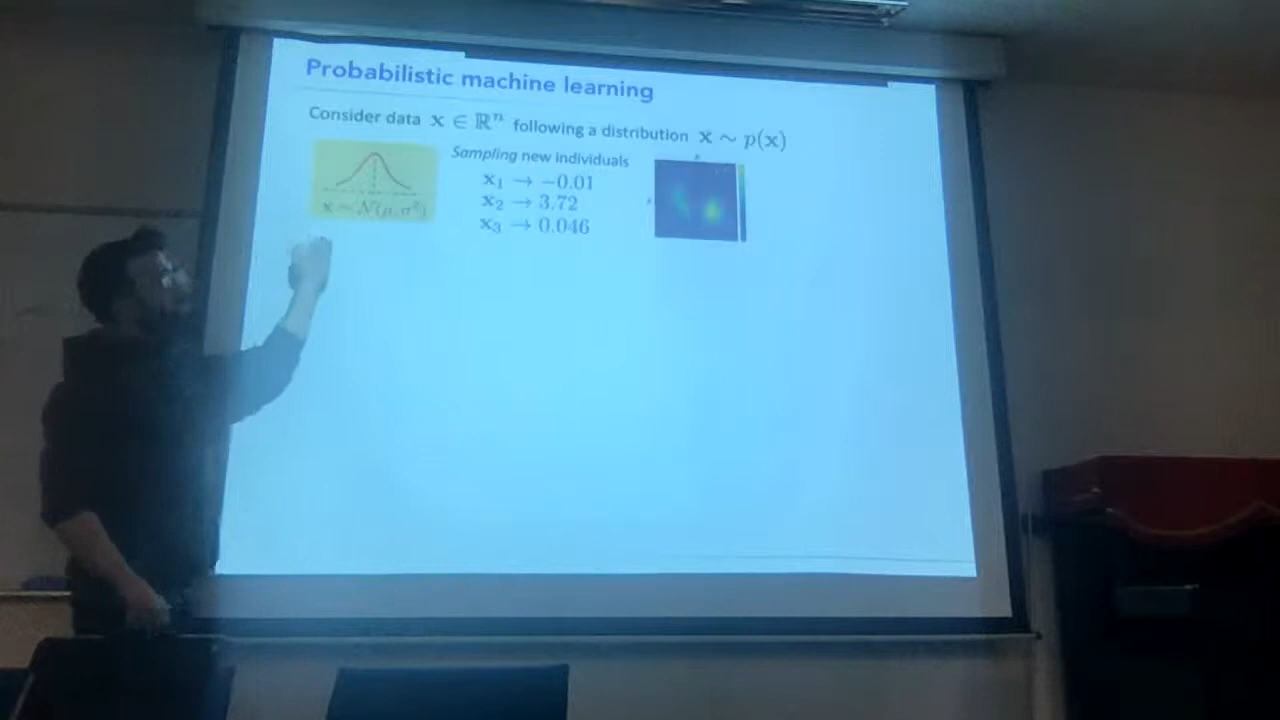 Probabilistic machine learning
Consider data x ∈ ℝⁿ following a distribution x ∼ p(x)
x ∼ N(μ, σ²)
Sampling new individuals
x₁ → −0.01
x₂ → 3.72
x₃ → 0.046